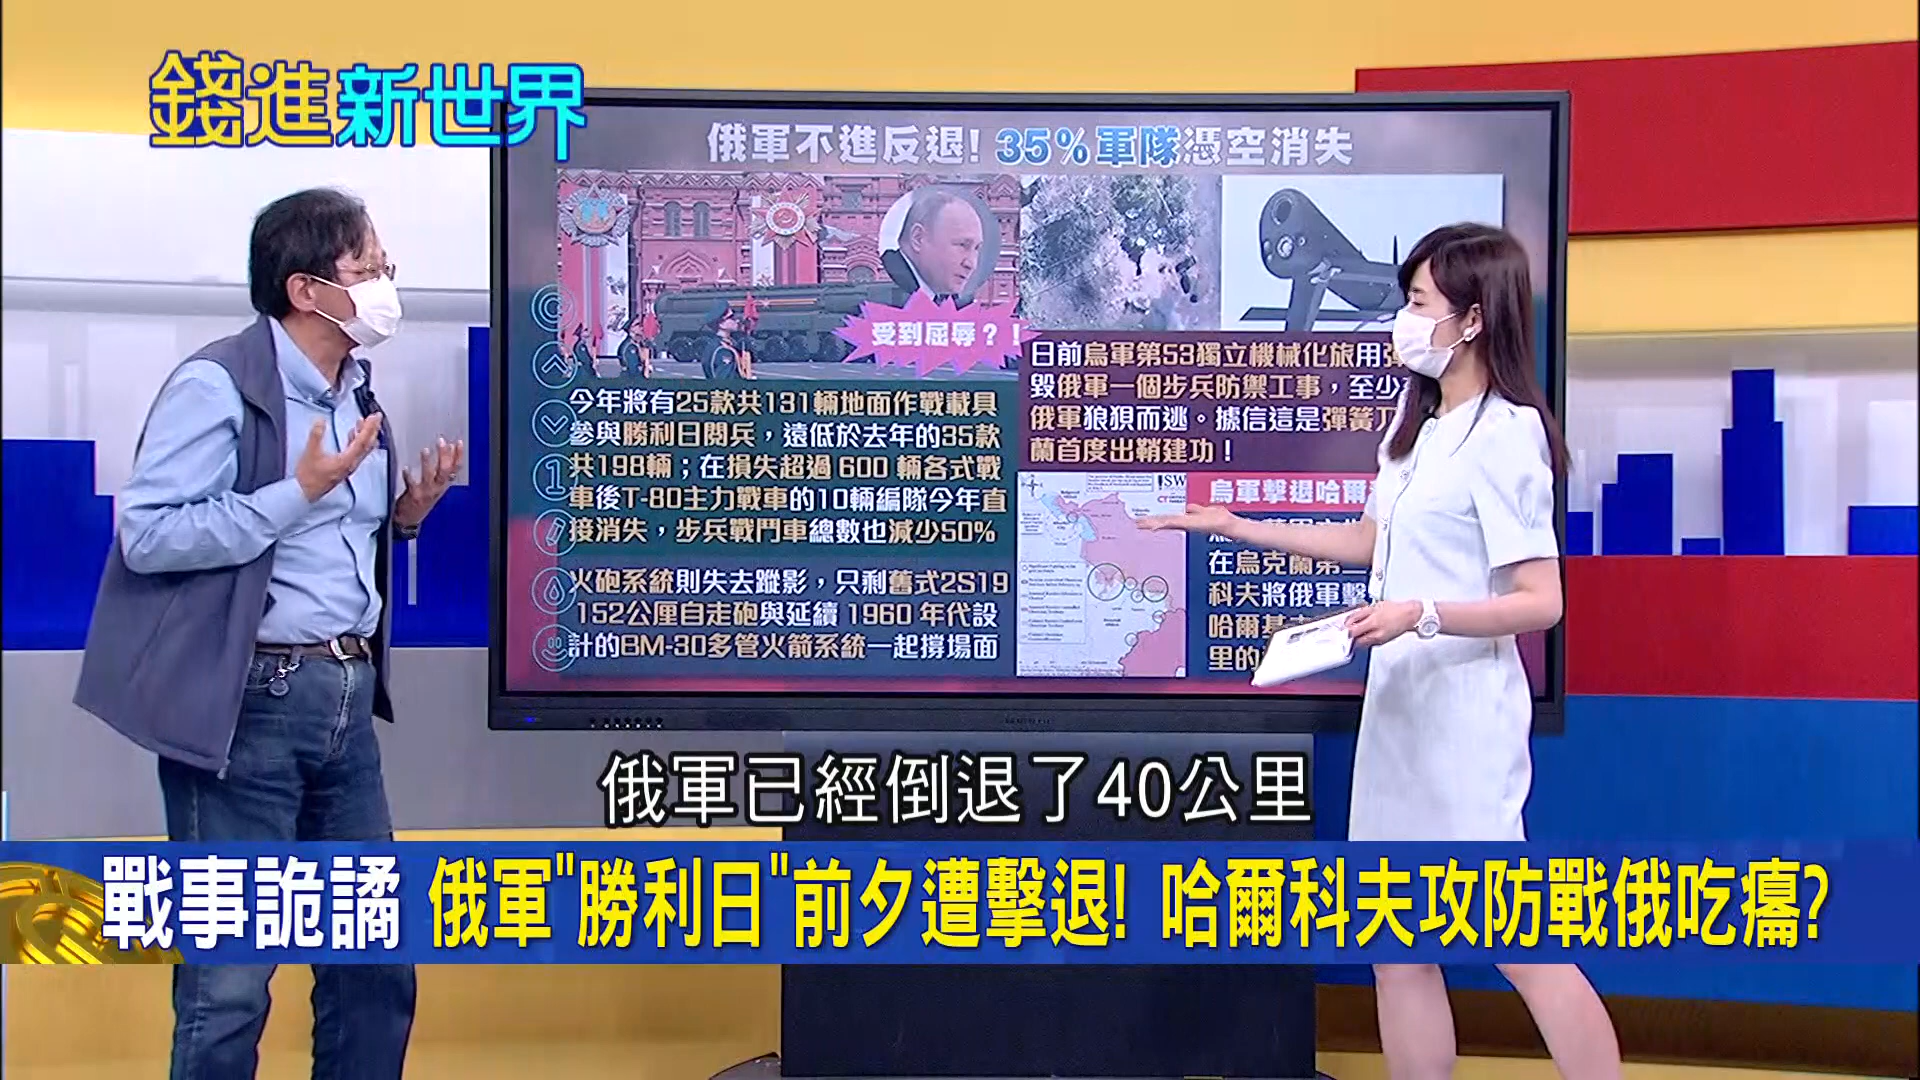 錢進新世界
俄軍不進反退! 35%軍隊憑空消失
受到屈辱?!
今年將有25款共131輛地面作戰載具
參與勝利日閱兵，遠低於去年的35款
共198輛；在損失超過 600 輛各式戰
車後T-80主力戰車的10輛編隊今年直
接消失，步兵戰鬥車總數也減少50%
火砲系統則失去蹤影，只剩舊式2S19
152公厘自走砲與延續 1960 年代設
計的BM-30多管火箭系統一起撐場面
日前烏軍第53獨立機械化旅用
毀俄軍一個步兵防禦工事，至少
俄軍狼狽而逃。據信這是彈簧刀
蘭首度出鞘建功！
烏軍擊退哈爾
在烏克蘭第二
科夫將俄軍擊
哈爾
里的
俄軍已經倒退了40公里
戰事詭譎 俄軍"勝利日"前夕遭擊退! 哈爾科夫攻防戰俄吃癟?